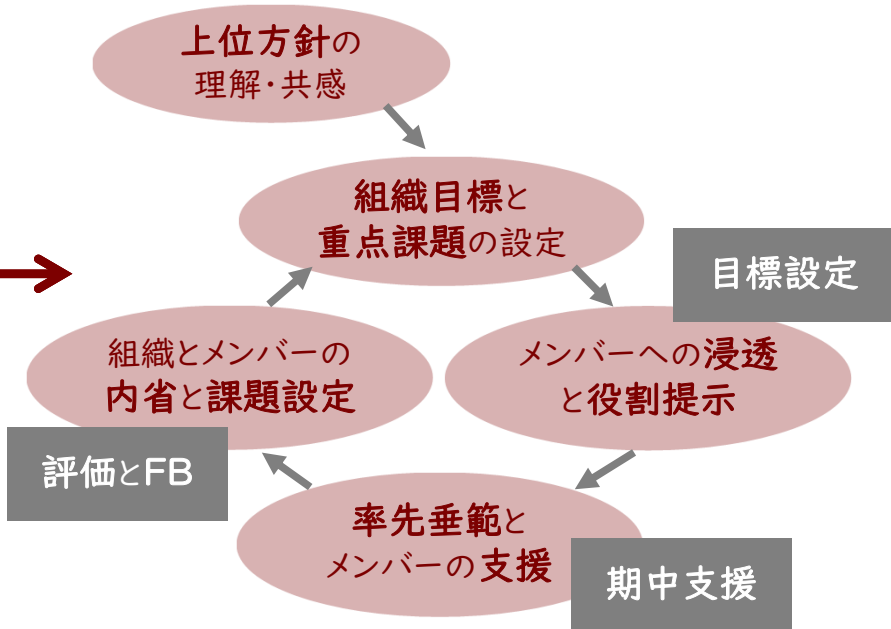 上位方針の
理解・共感
組織目標と
重点課題の設定
目標設定
メンバーへの浸透
と役割提示
組織とメンバーの
内省と課題設定
評価とFB
率先垂範と
メンバーの支援
期中支援